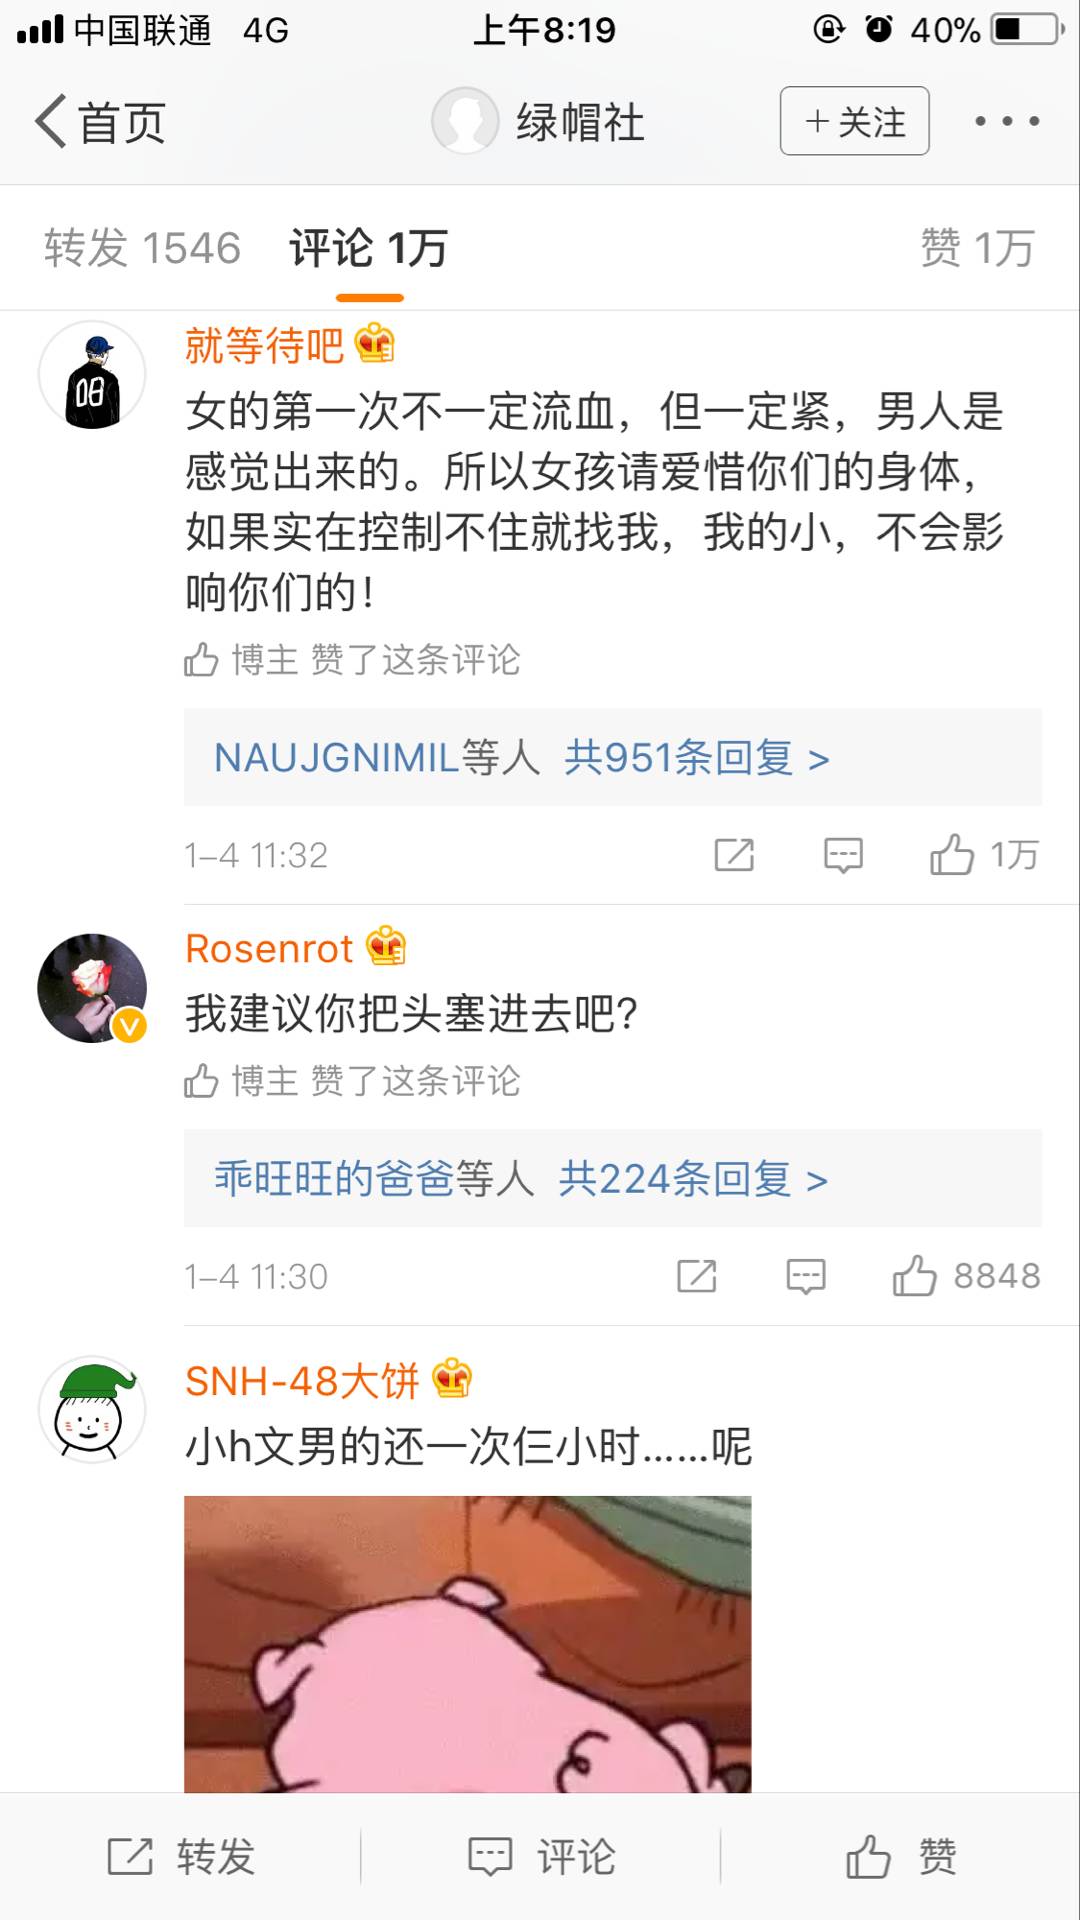 中国联通 4G 上午8:19 40%
首页 绿帽社 +关注
转发 1546 评论 1万 赞 1万
就等待吧
女的第一次不一定流血，但一定紧，男人是
感觉出来的。所以女孩请爱惜你们的身体，
如果实在控制不住就找我，我的小，不会影
响你们的！
博主 赞了这条评论
NAUJGNIMIL等人 共951条回复 >
1-4 11:32 1万
Rosenrot
我建议你把头塞进去吧?
博主 赞了这条评论
乖旺旺的爸爸等人 共224条回复 >
1-4 11:30 8848
SNH-48大饼
小h文男的还一次仨小时……呢
转发 评论 赞
08